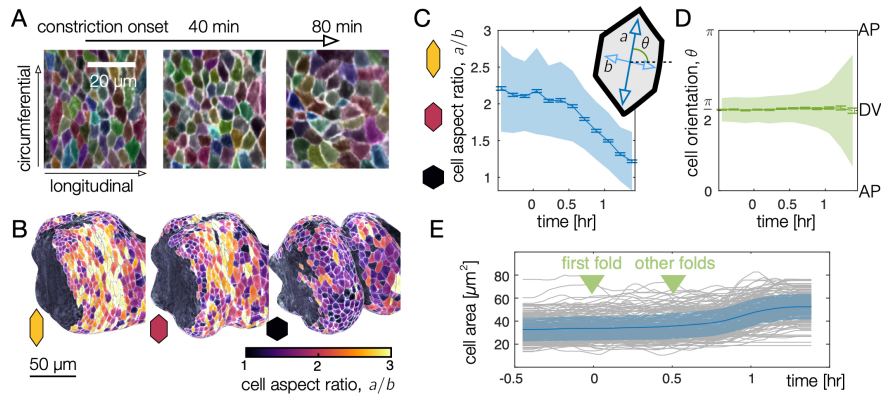 A
constriction onset
40 min
80 min
20 µm
circumferential
longitudinal
B
50 µm
1
2
3
cell aspect ratio, a/b
C
cell aspect ratio, a/b
3
2.5
2
1.5
1
0
0.5
1
time [hr]
a
b
θ
D
cell orientation, θ
π
π/2
0
AP
DV
AP
0
0.5
1
time [hr]
E
first fold
other folds
cell area [µm²]
80
60
40
20
-0.5
0
0.5
1
time [hr]